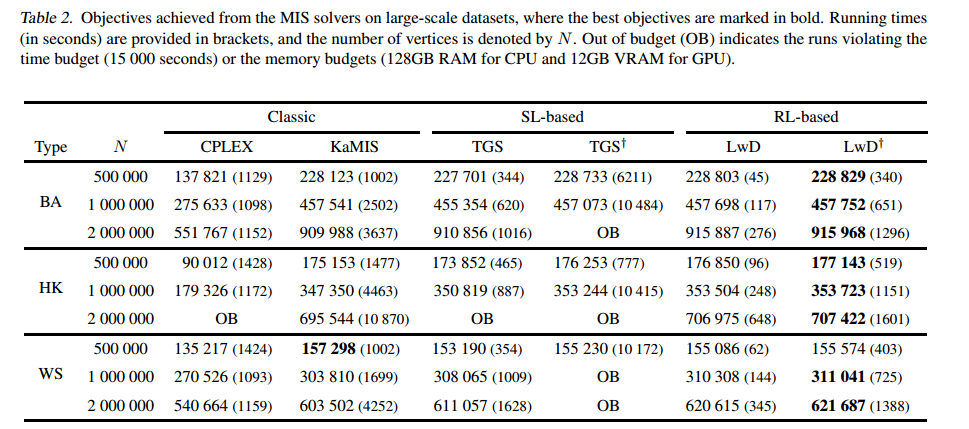 Table 2. Objectives achieved from the MIS solvers on large-scale datasets, where the best objectives are marked in bold. Running times
(in seconds) are provided in brackets, and the number of vertices is denoted by N. Out of budget (OB) indicates the runs violating the
time budget (15 000 seconds) or the memory budgets (128GB RAM for CPU and 12GB VRAM for GPU).
Classic SL-based RL-based
Type N CPLEX KaMIS TGS TGS† LwD LwD†
500 000 137 821 (1129) 228 123 (1002) 227 701 (344) 228 733 (6211) 228 803 (45) 228 829 (340)
BA 1 000 000 275 633 (1098) 457 541 (2502) 455 354 (620) 457 073 (10 484) 457 698 (117) 457 752 (651)
2 000 000 551 767 (1152) 909 988 (3637) 910 856 (1016) OB 915 887 (276) 915 968 (1296)
500 000 90 012 (1428) 175 153 (1477) 173 852 (465) 176 253 (777) 176 850 (96) 177 143 (519)
HK 1 000 000 179 326 (1172) 347 350 (4463) 350 819 (887) 353 244 (10 415) 353 504 (248) 353 723 (1151)
2 000 000 OB 695 544 (10 870) OB OB 706 975 (648) 707 422 (1601)
500 000 135 217 (1424) 157 298 (1002) 153 190 (354) 155 230 (10 172) 155 086 (62) 155 574 (403)
WS 1 000 000 270 526 (1093) 303 810 (1699) 308 065 (1009) OB 310 308 (144) 311 041 (725)
2 000 000 540 664 (1159) 603 502 (4252) 611 057 (1628) OB 620 615 (345) 621 687 (1388)